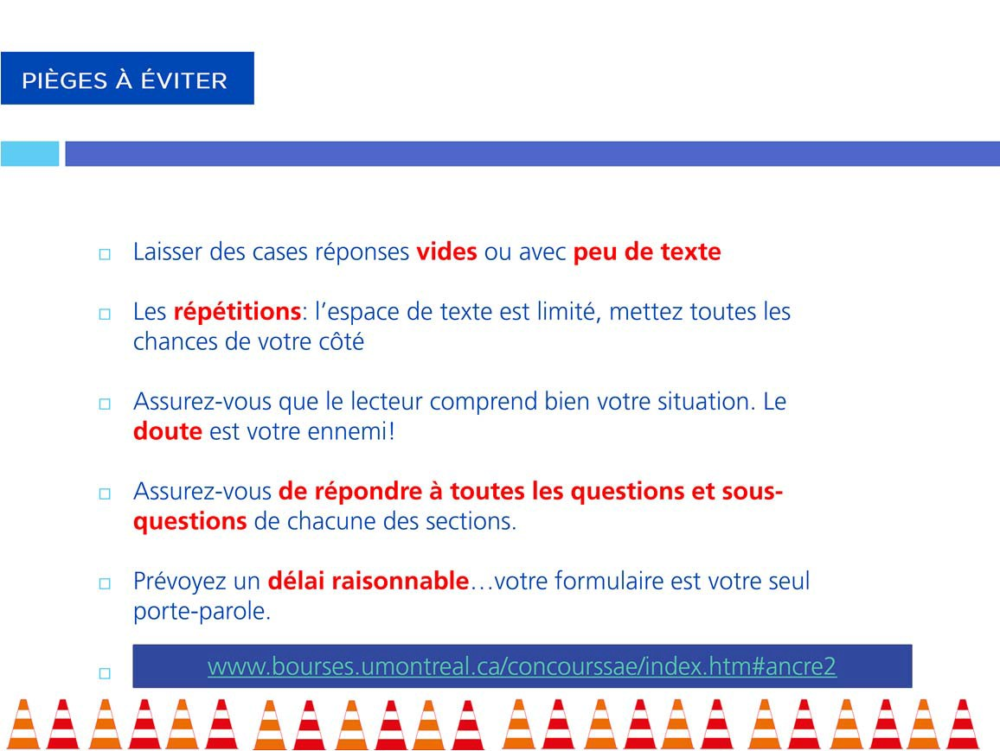 PIÈGES À ÉVITER
Laisser des cases réponses vides ou avec peu de texte
Les répétitions: l’espace de texte est limité, mettez toutes les
chances de votre côté
Assurez-vous que le lecteur comprend bien votre situation. Le
doute est votre ennemi!
Assurez-vous de répondre à toutes les questions et sous-
questions de chacune des sections.
Prévoyez un délai raisonnable…votre formulaire est votre seul
porte-parole.
www.bourses.umontreal.ca/concourssae/index.htm#ancre2